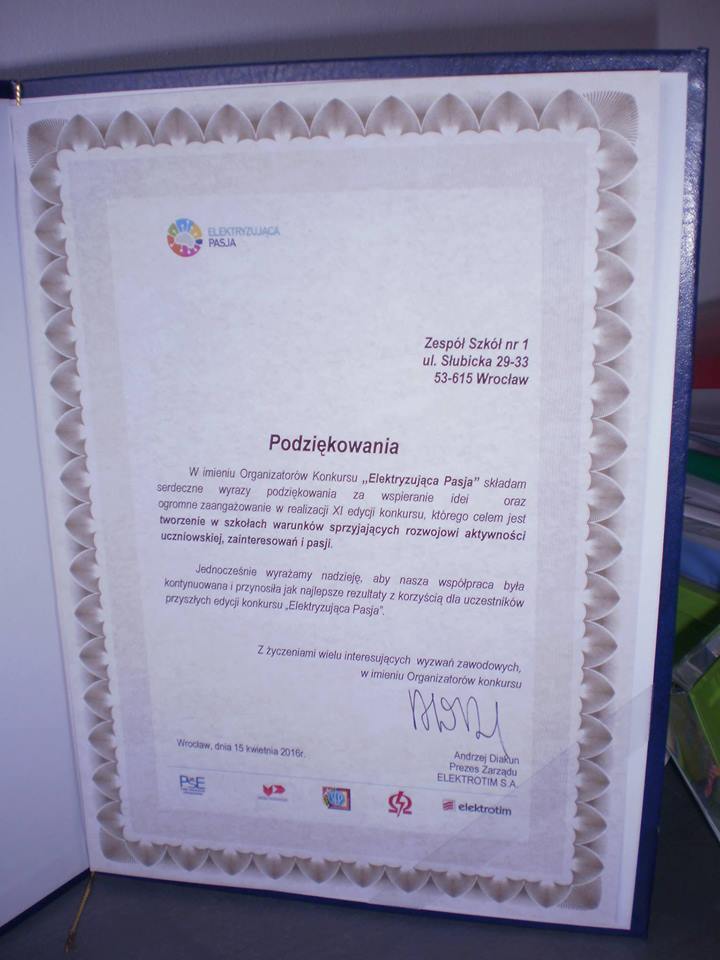 ELEKTRYZUJĄCA
PASJA
Zespół Szkół nr 1
ul. Słubicka 29-33
53-615 Wrocław
Podziękowania
W imieniu Organizatorów Konkursu „Elektryzująca Pasja” składam
serdeczne wyrazy podziękowania za wspieranie idei oraz
ogromne zaangażowanie w realizacji XI edycji konkursu, którego celem jest
tworzenie w szkołach warunków sprzyjających rozwojowi aktywności
uczniowskiej, zainteresowań i pasji.
Jednocześnie wyrażamy nadzieję, aby nasza współpraca była
kontynuowana i przynosiła jak najlepsze rezultaty z korzyścią dla uczestników
przyszłych edycji konkursu „Elektryzująca Pasja”.
Z życzeniami wielu interesujących wyzwań zawodowych,
w imieniu Organizatorów konkursu
Wrocław, dnia 15 kwietnia 2016r.
Andrzej Diakun
Prezes Zarządu
ELEKTROTIM S.A.
PSE
elektrotim